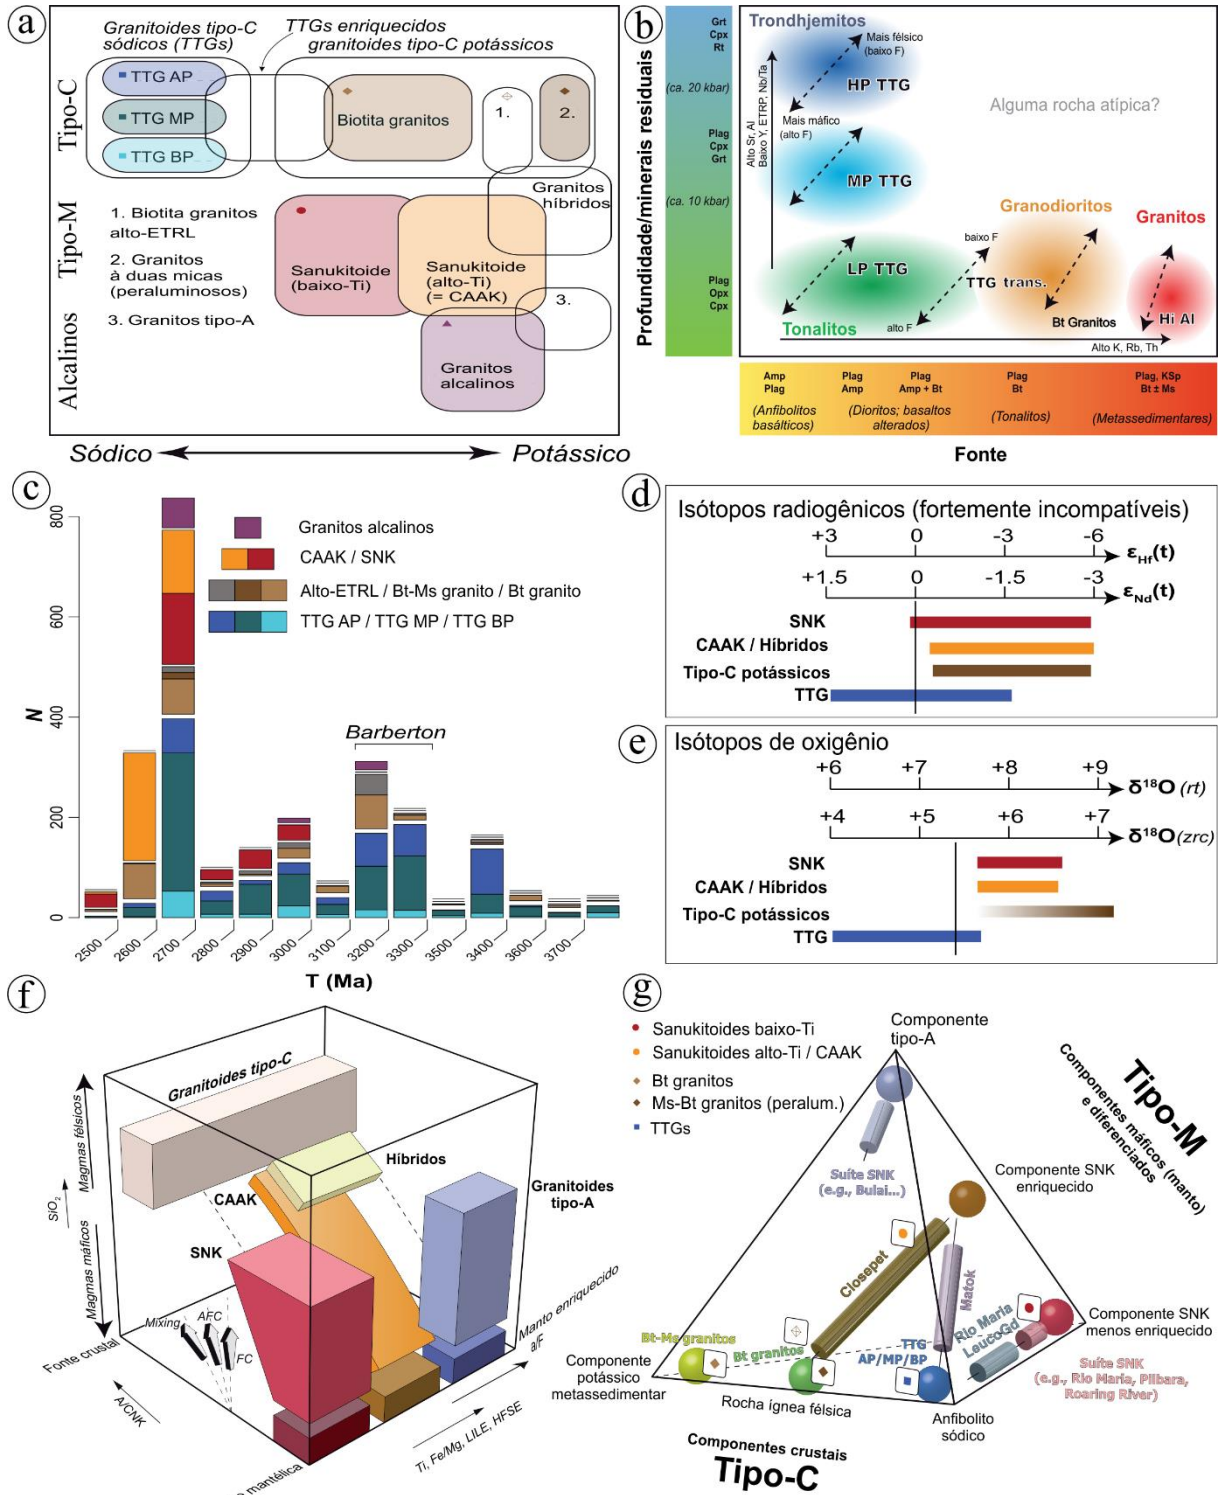 a
Granitoides tipo-C
sódicos (TTGs)
TTGs enriquecidos
granitoides tipo-C potássicos
Tipo-C
TTG AP
TTG MP
TTG BP
Biotita granitos
1.
2.
Granitos
híbridos
Tipo-M
1. Biotita granitos
alto-ETRL
2. Granitos
à duas micas
(peraluminosos)
3. Granitos tipo-A
Sanukitoide
(baixo-Ti)
Sanukitoide
(alto-Ti)
(= CAAK)
3.
Alcalinos
Granitos
alcalinos
Sódico
Potássico
b
Profundidade/minerais residuais
Grt
Cpx
Rt
(ca. 20 kbar)
Plag
Cpx
Grt
(ca. 10 kbar)
Plag
Opx
Cpx
Alto Sr, Al
Baixo Y, ETRP, Nb/Ta
Trondhjemitos
Mais félsico
(baixo F)
HP TTG
Mais máfico
(alto F)
Alguma rocha atípica?
MP TTG
Granodioritos
Granitos
baixo F
LP TTG
TTG trans.
Hi Al
Tonalitos
alto F
Bt Granitos
Alto K, Rb, Th
Amp
Plag
Plag
Amp
Plag
Amp + Bt
Plag
Bt
Plag, KSp
Bt ± Ms
(Anfibolitos
basálticos)
(Dioritos; basaltos
alterados)
(Tonalitos)
(Metassedimentares)
Fonte
c
N
0
200
400
600
800
Granitos alcalinos
CAAK / SNK
Alto-ETRL / Bt-Ms granito / Bt granito
TTG AP / TTG MP / TTG BP
Barberton
2500
2600
2700
2800
2900
3000
3100
3200
3300
3400
3500
3600
3700
T (Ma)
d
Isótopos radiogênicos (fortemente incompatíveis)
+3 0 -3 -6
εHf(t)
+1.5 0 -1.5 -3
εNd(t)
SNK
CAAK / Híbridos
Tipo-C potássicos
TTG
e
Isótopos de oxigênio
+6 +7 +8 +9
δ18O (rt)
+4 +5 +6 +7
δ18O (zrc)
SNK
CAAK / Híbridos
Tipo-C potássicos
TTG
f
Magmas félsicos
SiO2
Magmas máficos
Granitoides tipo-C
Híbridos
CAAK
Granitoides
tipo-A
SNK
Mixing
AFC
FC
Fonte crustal
A/CNK
Manto enriquecido
a/F
Ti, Fe/Mg, LILE, HFSE
mantélica
g
Sanukitoides baixo-Ti
Sanukitoides alto-Ti / CAAK
Bt granitos
Ms-Bt granitos (peralum.)
TTGs
Componente
tipo-A
Tipo-M
Componentes máficos (manto)
e diferenciados
Suíte SNK
(e.g., Bulai...)
Componente SNK
enriquecido
Closepet
Matok
Rio Maria
LeucoGd
Componente SNK
menos enriquecido
Suíte SNK
(e.g., Rio Maria, Pilbara,
Roaring River)
Bt-Ms granitos
Bt granitos
TTG
AP/MP/BP
Componente
potássico
metassedimentar
Rocha ígnea félsica
Anfibolito
sódico
Componentes crustais
Tipo-C